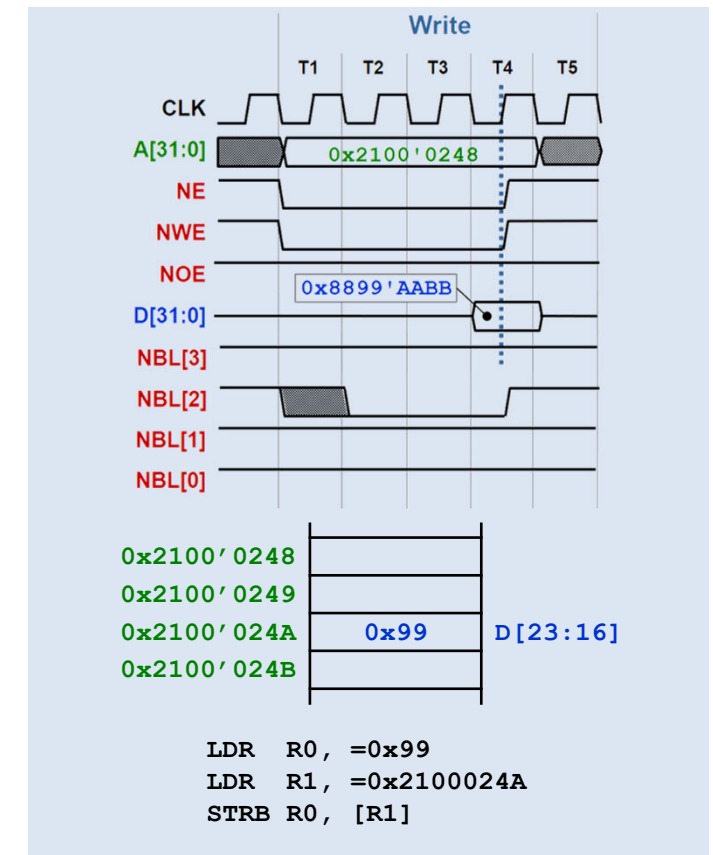 Write
T1 T2 T3 T4 T5
CLK
A[31:0] 0x2100'0248
NE
NWE
NOE
0x8899'AABB
D[31:0]
NBL[3]
NBL[2]
NBL[1]
NBL[0]
0x2100’0248
0x2100’0249
0x2100’024A 0x99 D[23:16]
0x2100’024B
LDR R0, =0x99
LDR R1, =0x2100024A
STRB R0, [R1]